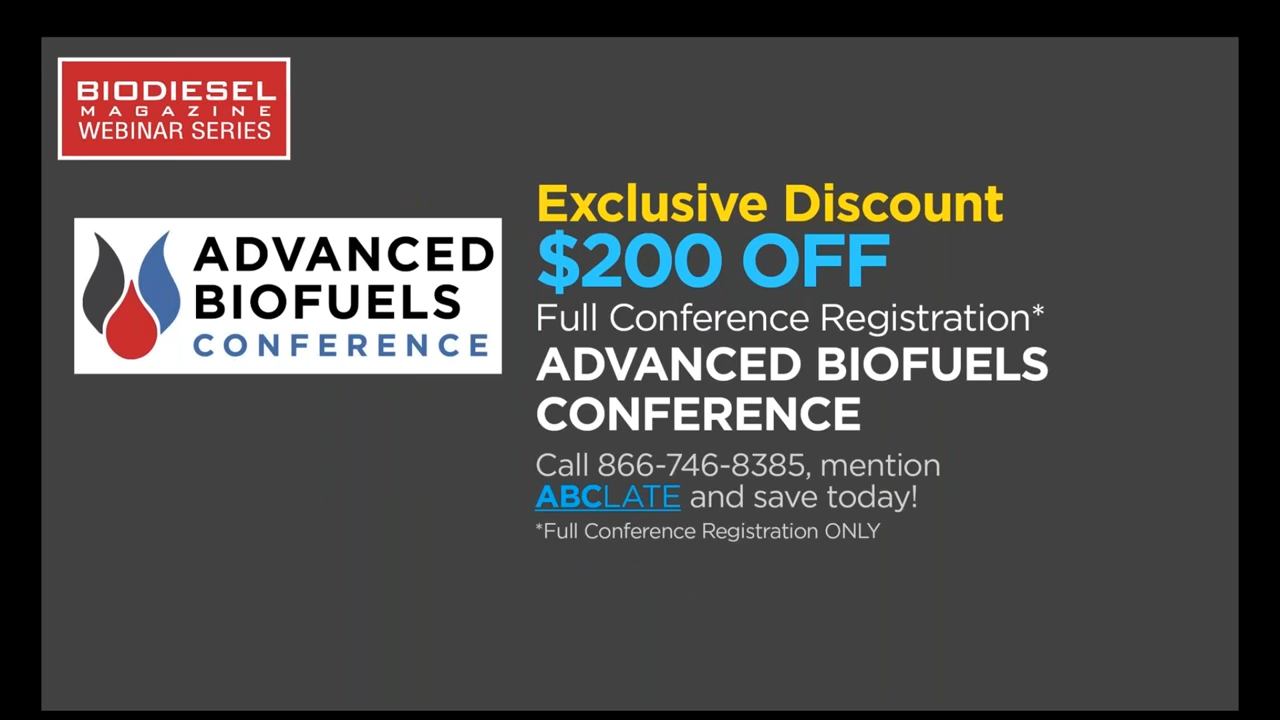 BIODIESEL
MAGAZINE
WEBINAR SERIES
ADVANCED
BIOFUELS
CONFERENCE
Exclusive Discount
$200 OFF
Full Conference Registration*
ADVANCED BIOFUELS
CONFERENCE
Call 866-746-8385, mention
ABCLATE and save today!
*Full Conference Registration ONLY